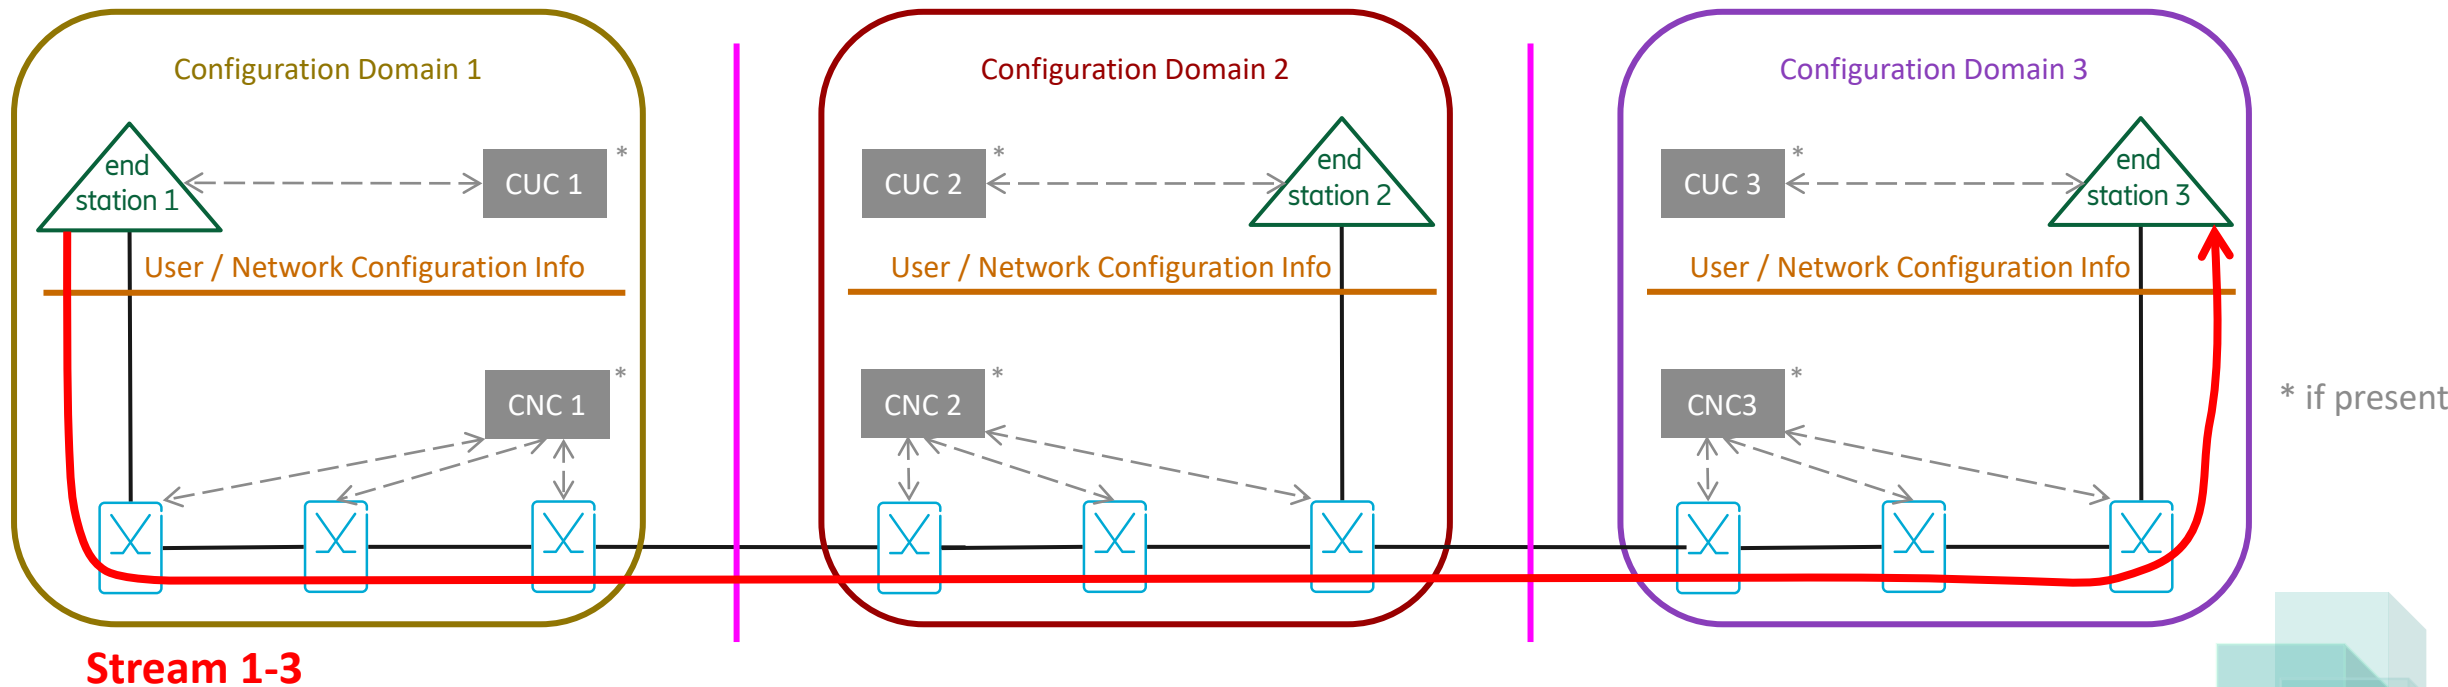 Configuration Domain 1
Configuration Domain 2
Configuration Domain 3
end
station 1
CUC 1
*
CUC 2
*
end
station 2
CUC 3
*
end
station 3
User / Network Configuration Info
User / Network Configuration Info
User / Network Configuration Info
CNC 1
*
CNC 2
*
CNC3
*
* if present
Stream 1-3